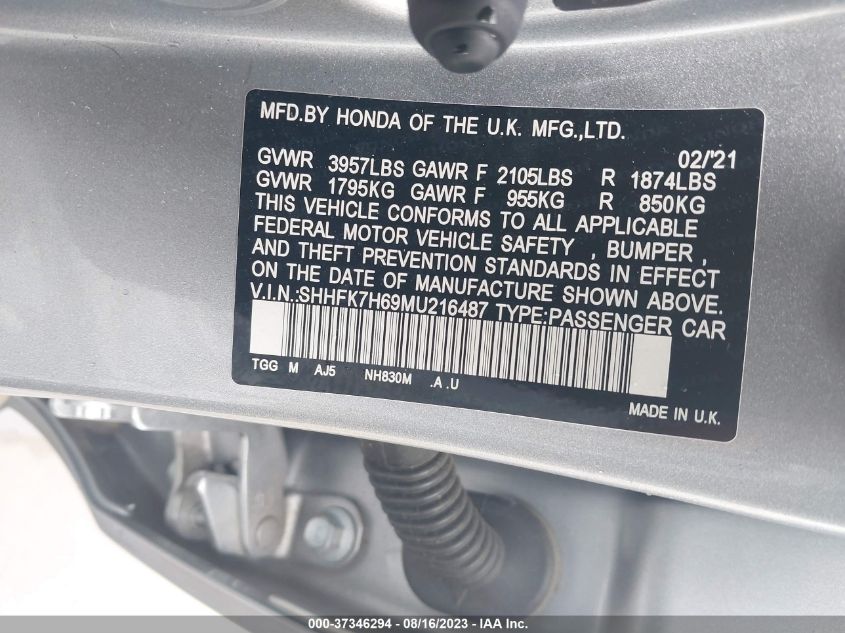 MFD.BY HONDA OF THE U.K. MFG.,LTD.
02/'21
GVWR 3957LBS GAWR F 2105LBS R 1874LBS
GVWR 1795KG GAWR F 955KG R 850KG
THIS VEHICLE CONFORMS TO ALL APPLICABLE
FEDERAL MOTOR VEHICLE SAFETY , BUMPER ,
AND THEFT PREVENTION STANDARDS IN EFFECT
ON THE DATE OF MANUFACTURE SHOWN ABOVE.
V.I.N.:SHHFK7H69MU216487 TYPE:PASSENGER CAR
TGG M AJ5 NH830M .A .U
MADE IN U.K.
000-37346294 - 08/16/2023 - IAA Inc.